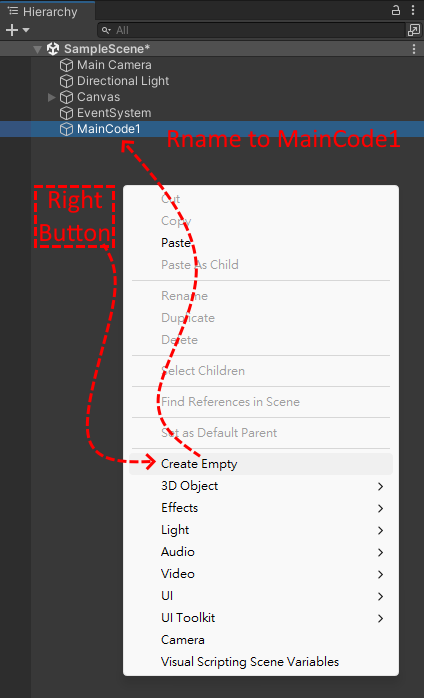 Hierarchy
All
SampleScene*
Main Camera
Directional Light
Canvas
EventSystem
MainCode1
Rname to MainCode1
Right
Button
Cut
Copy
Paste
Paste As Child
Rename
Duplicate
Delete
Select Children
Find References in Scene
Set as Default Parent
Create Empty
3D Object
Effects
Light
Audio
Video
UI
UI Toolkit
Camera
Visual Scripting Scene Variables